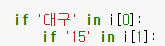 if '대구' in i[0]:
    if '15' in i[1]: